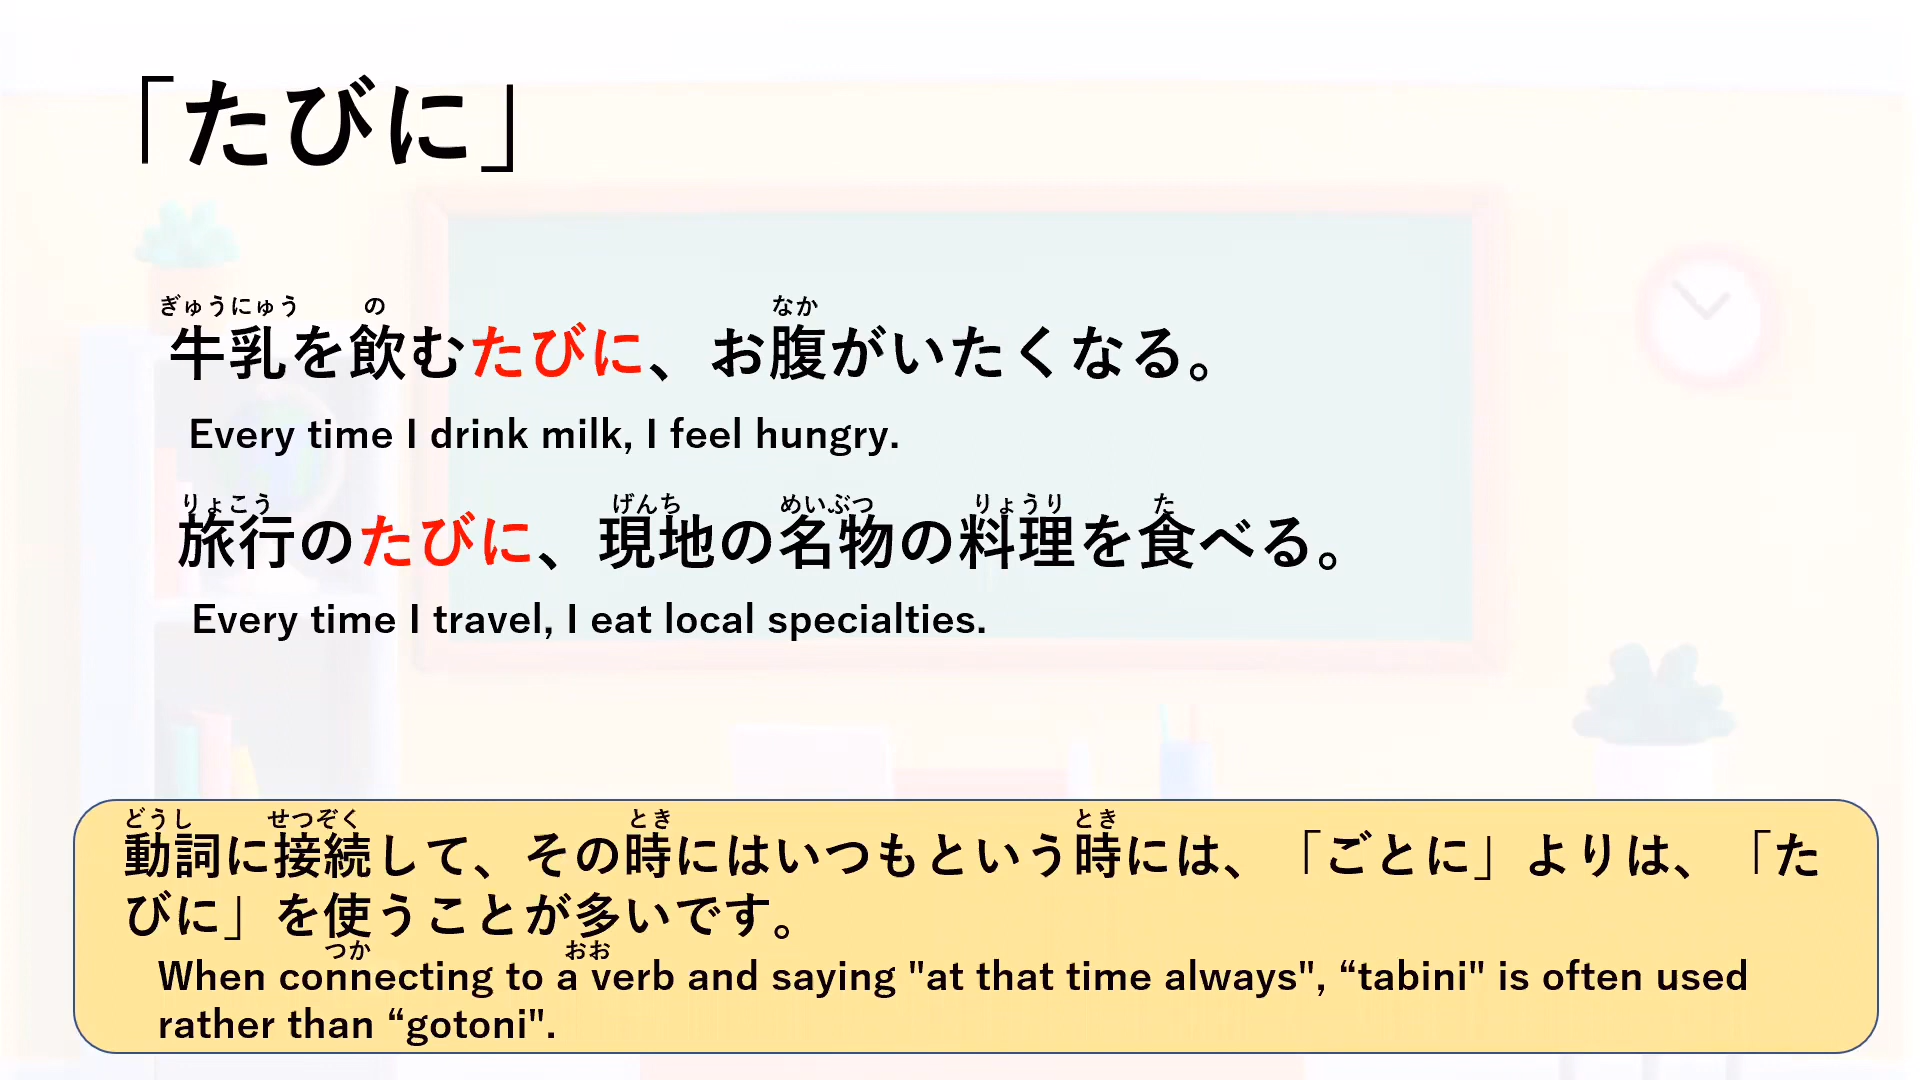 「たびに」
ぎゅうにゅう の なか
牛乳を飲むたびに、お腹がいたくなる。
Every time I drink milk, I feel hungry.
りょこう げんち めいぶつ りょうり た
旅行のたびに、現地の名物の料理を食べる。
Every time I travel, I eat local specialties.
どうし せつぞく とき とき
動詞に接続して、その時にはいつもという時には、「ごとに」よりは、「た
びに」を使うことが多いです。
つか おお
When connecting to a verb and saying "at that time always", “tabini" is often used
rather than “gotoni".